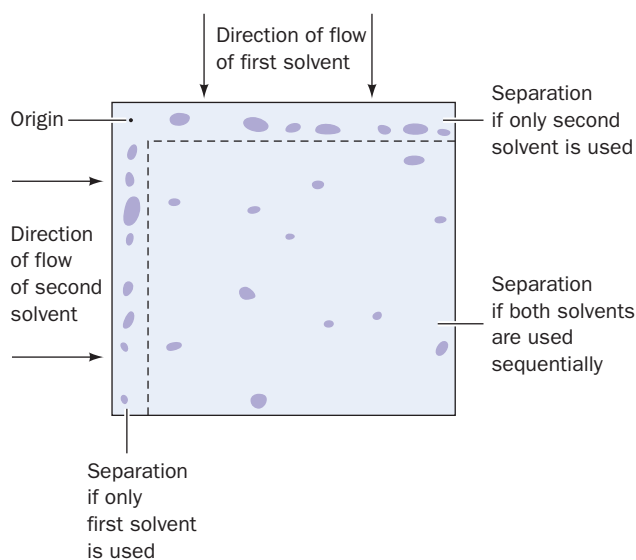 Direction of flow
of first solvent
Origin
Separation
if only second
solvent is used
Direction
of flow
of second
solvent
Separation
if both solvents
are used
sequentially
Separation
if only
first solvent
is used